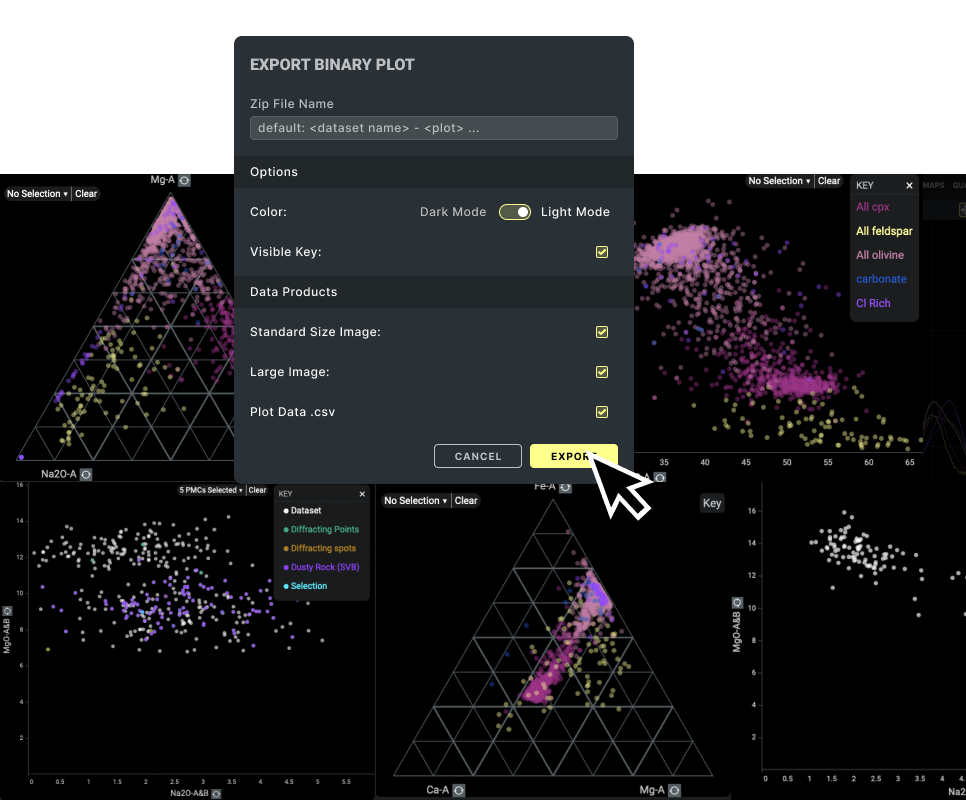 EXPORT BINARY PLOT
Zip File Name
default: <dataset name> - <plot> ...
Options
Color:
Dark Mode
Light Mode
Visible Key:
Data Products
Standard Size Image:
Large Image:
Plot Data .csv
CANCEL
EXPORT
No Selection
Clear
Mg-A
Na2O-A
No Selection
Clear
KEY
All cpx
All feldspar
All olivine
carbonate
Cl Rich
MAPS
35 40 45 50 55 60 65
5 PMCs Selected
Clear
KEY
Dataset
Diffracting Points
Diffracting spots
Dusty Rock (SVB)
Selection
16
14
12
10
8
6
4
2
MgO-A&B
0 0.5 1 1.5 2 2.5 3 3.5 4 4.5 5 5.5
Na2O-A&B
Fe-A
No Selection
Clear
Key
Ca-A
Mg-A
16
14
12
10
8
6
4
2
MgO-A&B
0 0.5 1 1.5 2 2.5 3 3.5 4 4.5
Na2